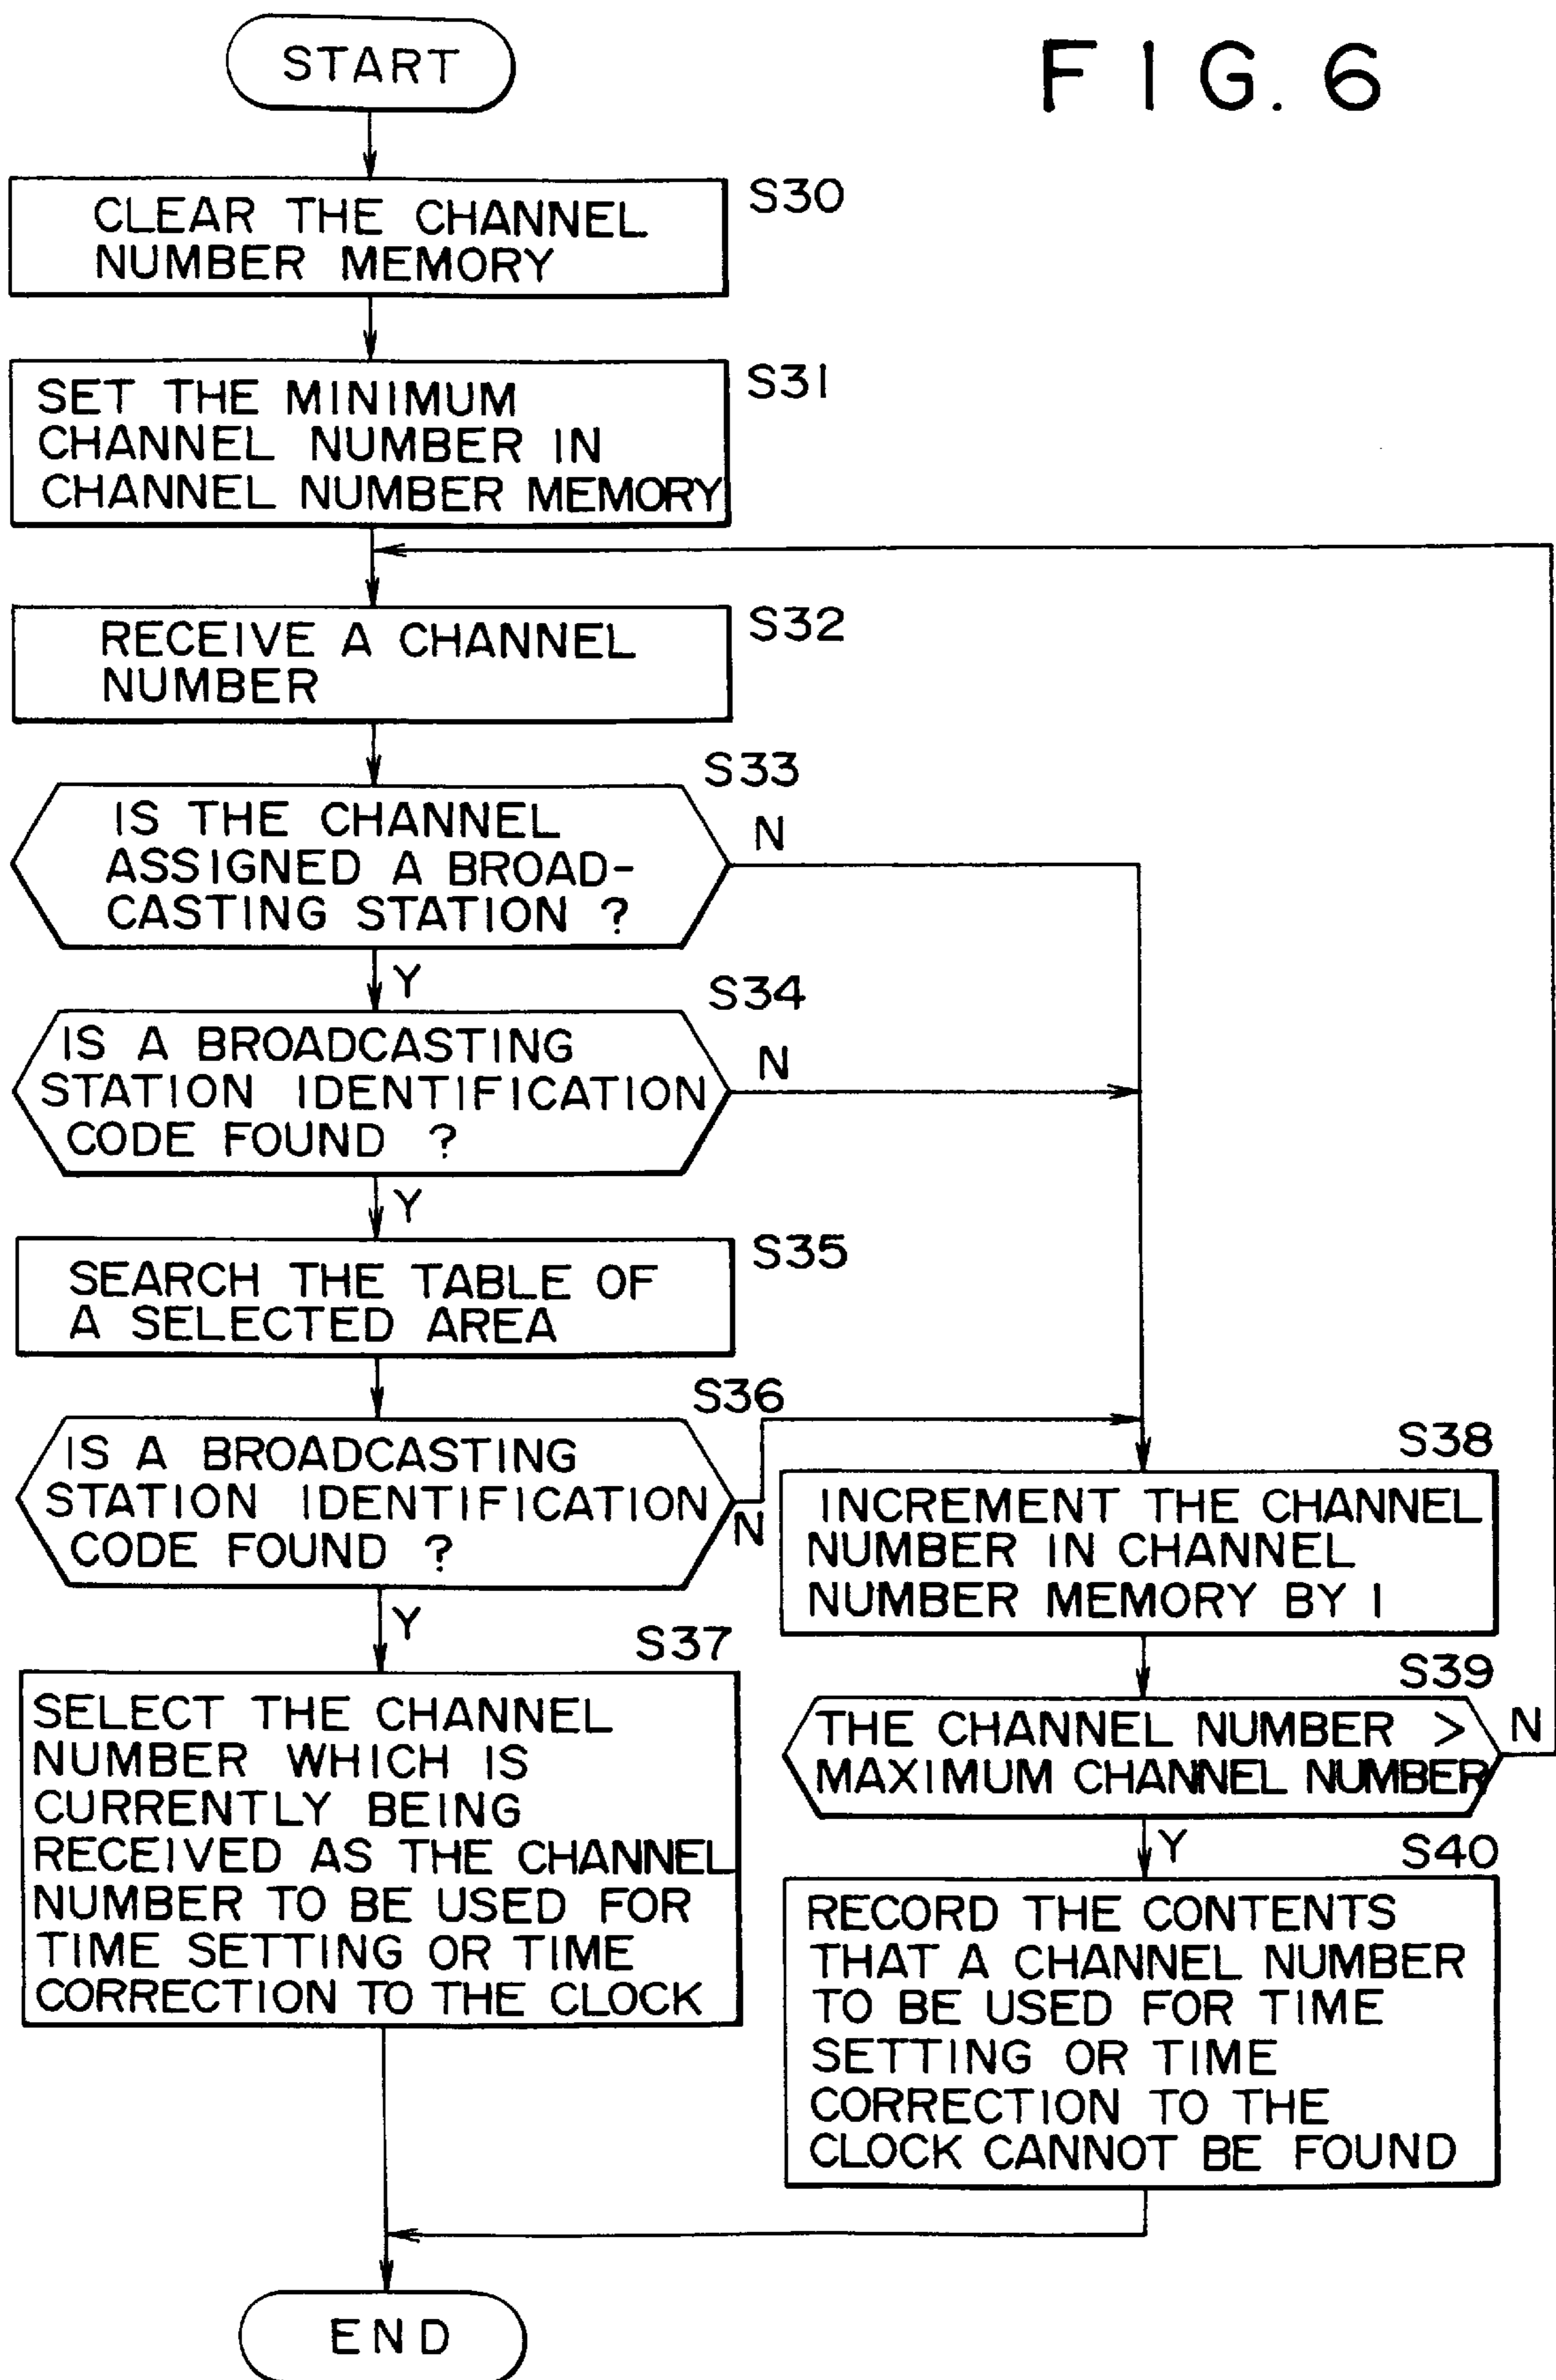 FIG. 6
START
S30
CLEAR THE CHANNEL
NUMBER MEMORY
S31
SET THE MINIMUM
CHANNEL NUMBER IN
CHANNEL NUMBER MEMORY
S32
RECEIVE A CHANNEL
NUMBER
S33
IS THE CHANNEL
ASSIGNED A BROAD-
CASTING STATION ?
N
Y
S34
IS A BROADCASTING
STATION IDENTIFICATION
CODE FOUND ?
N
Y
S35
SEARCH THE TABLE OF
A SELECTED AREA
S36
IS A BROADCASTING
STATION IDENTIFICATION
CODE FOUND ?
N
Y
S37
SELECT THE CHANNEL
NUMBER WHICH IS
CURRENTLY BEING
RECEIVED AS THE CHANNEL
NUMBER TO BE USED FOR
TIME SETTING OR TIME
CORRECTION TO THE CLOCK
S38
INCREMENT THE CHANNEL
NUMBER IN CHANNEL
NUMBER MEMORY BY 1
S39
THE CHANNEL NUMBER >
MAXIMUM CHANNEL NUMBER
N
Y
S40
RECORD THE CONTENTS
THAT A CHANNEL NUMBER
TO BE USED FOR TIME
SETTING OR TIME
CORRECTION TO THE
CLOCK CANNOT BE FOUND
END